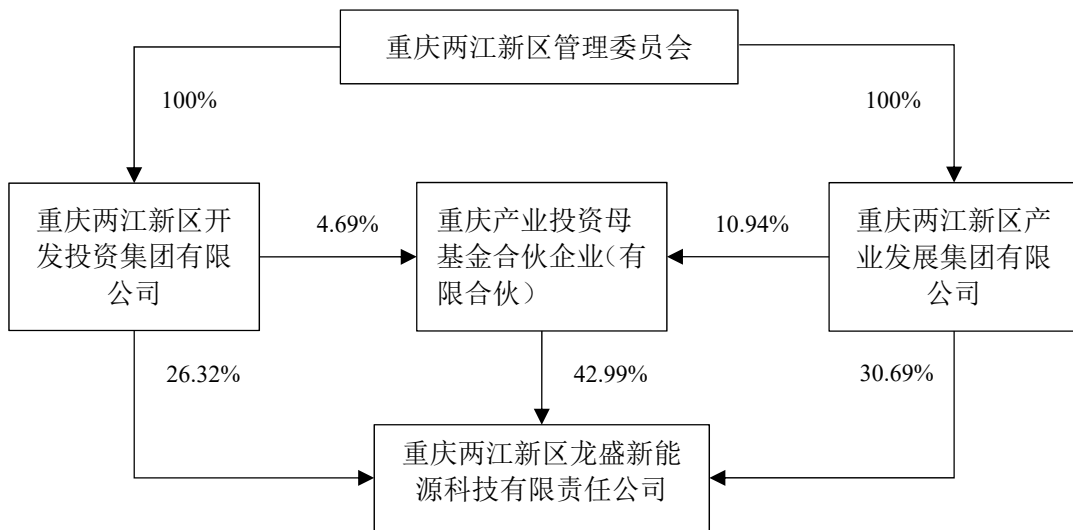 重庆两江新区管理委员会
100%
100%
重庆两江新区开
发投资集团有限
公司
4.69%
重庆产业投资母
基金合伙企业（有
限合伙）
10.94%
重庆两江新区产
业发展集团有限
公司
26.32%
42.99%
30.69%
重庆两江新区龙盛新能
源科技有限责任公司